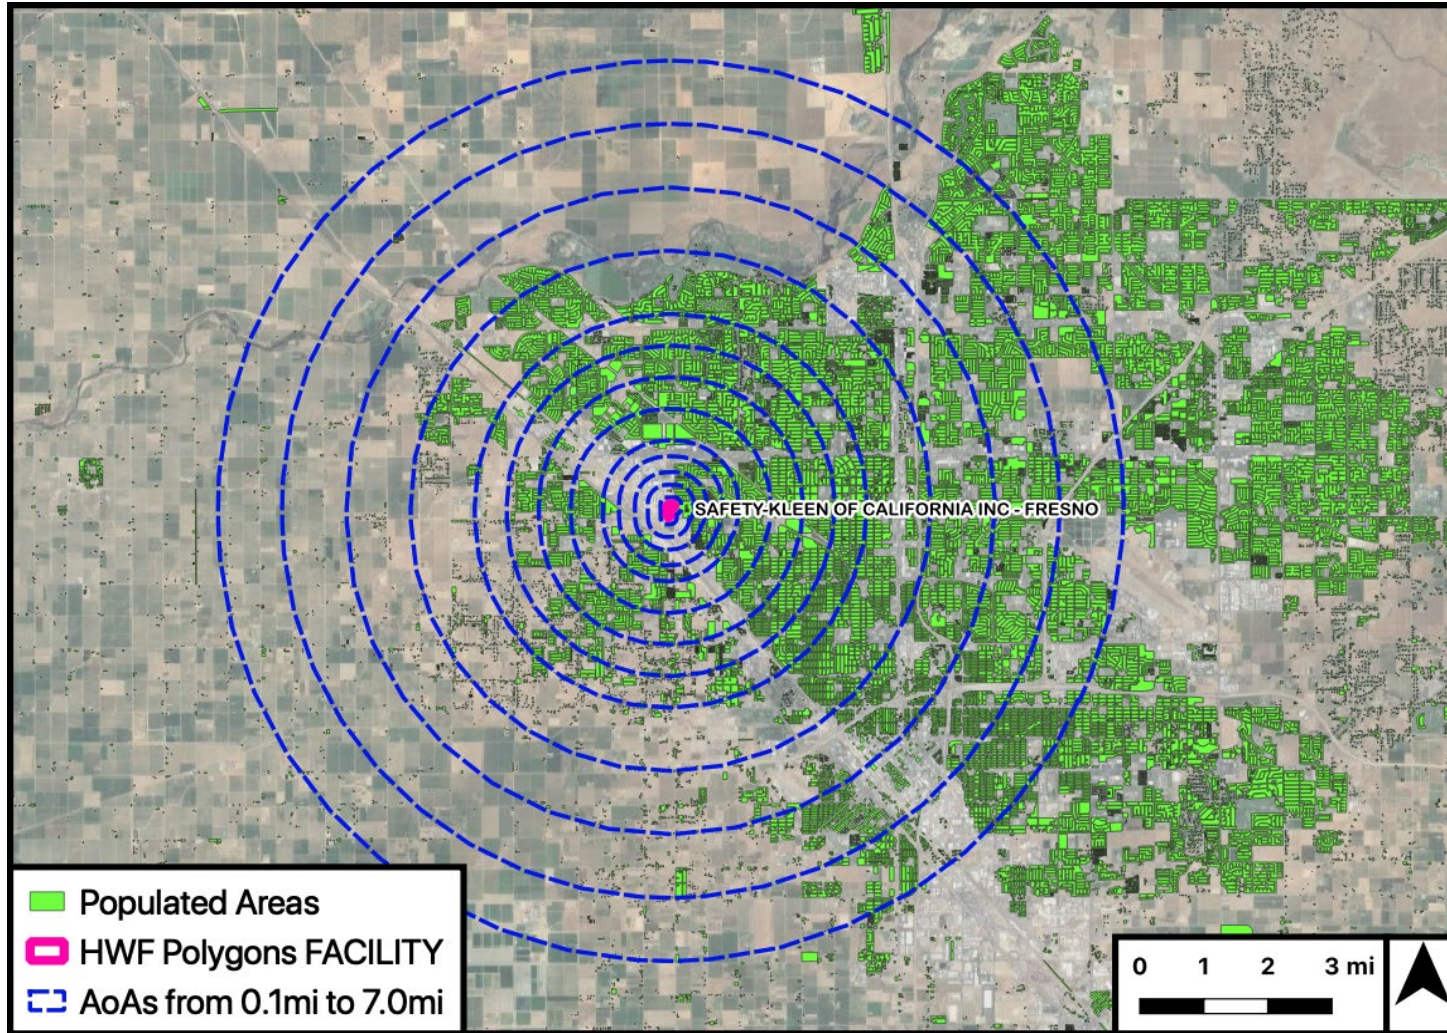 SAFETY-KLEEN OF CALIFORNIA INC - FRESNO
Populated Areas
HWF Polygons FACILITY
AoAs from 0.1mi to 7.0mi
0 1 2 3 mi